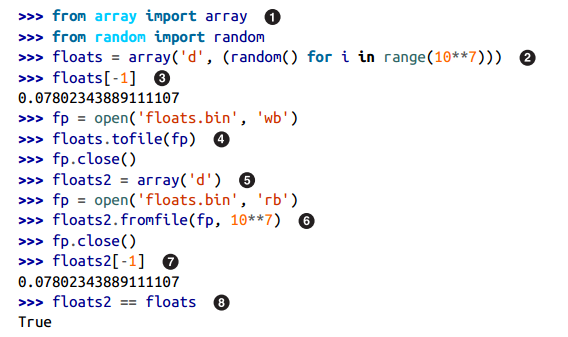 >>> from array import array ❶
>>> from random import random
>>> floats = array('d', (random() for i in range(10**7))) ❷
>>> floats[-1] ❸
0.07802343889111107
>>> fp = open('floats.bin', 'wb')
>>> floats.tofile(fp) ❹
>>> fp.close()
>>> floats2 = array('d') ❺
>>> fp = open('floats.bin', 'rb')
>>> floats2.fromfile(fp, 10**7) ❻
>>> fp.close()
>>> floats2[-1] ❼
0.07802343889111107
>>> floats2 == floats ❽
True